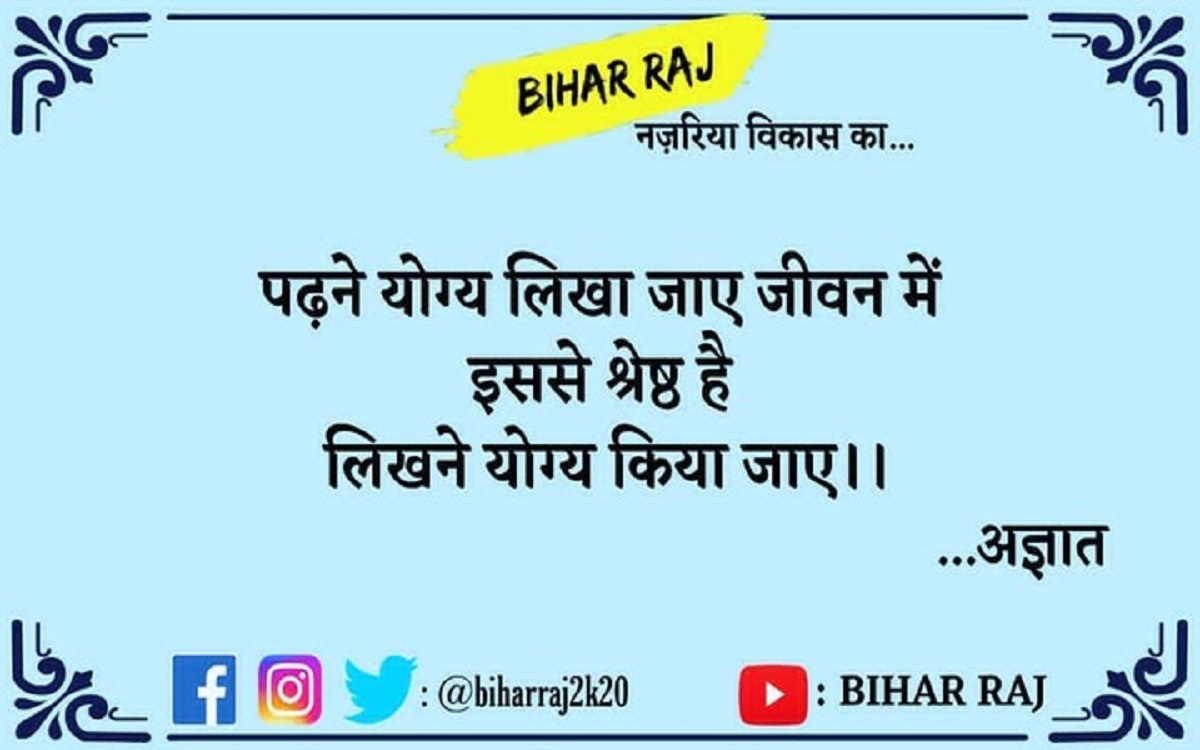 BIHAR RAJ
नज़रिया विकास का...
पढ़ने योग्य लिखा जाए जीवन में
इससे श्रेष्ठ है
लिखने योग्य किया जाए।।
...अज्ञात
: @biharraj2k20 : BIHAR RAJ